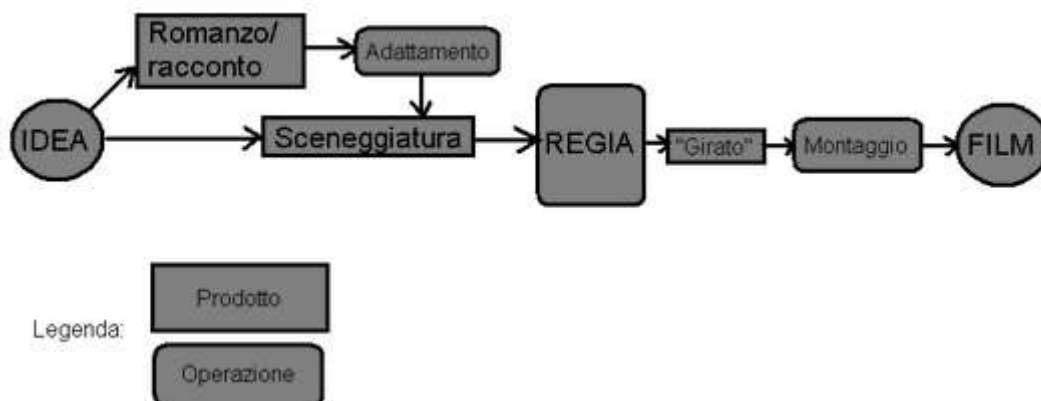 Romanzo/
racconto
Adattamento
IDEA
Sceneggiatura
REGIA
"Girato"
Montaggio
FILM
Legenda:
Prodotto
Operazione